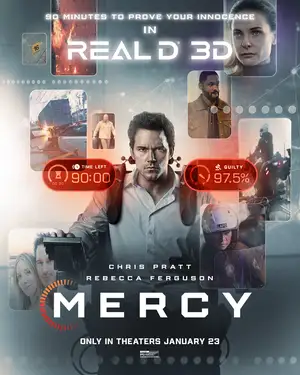 90 MINUTES TO PROVE YOUR INNOCENCE
IN
REAL D 3D
TIME LEFT
90:00
GUILTY
97.5%
CHRIS PRATT
REBECCA FERGUSON
MERCY
ONLY IN THEATERS JANUARY 23